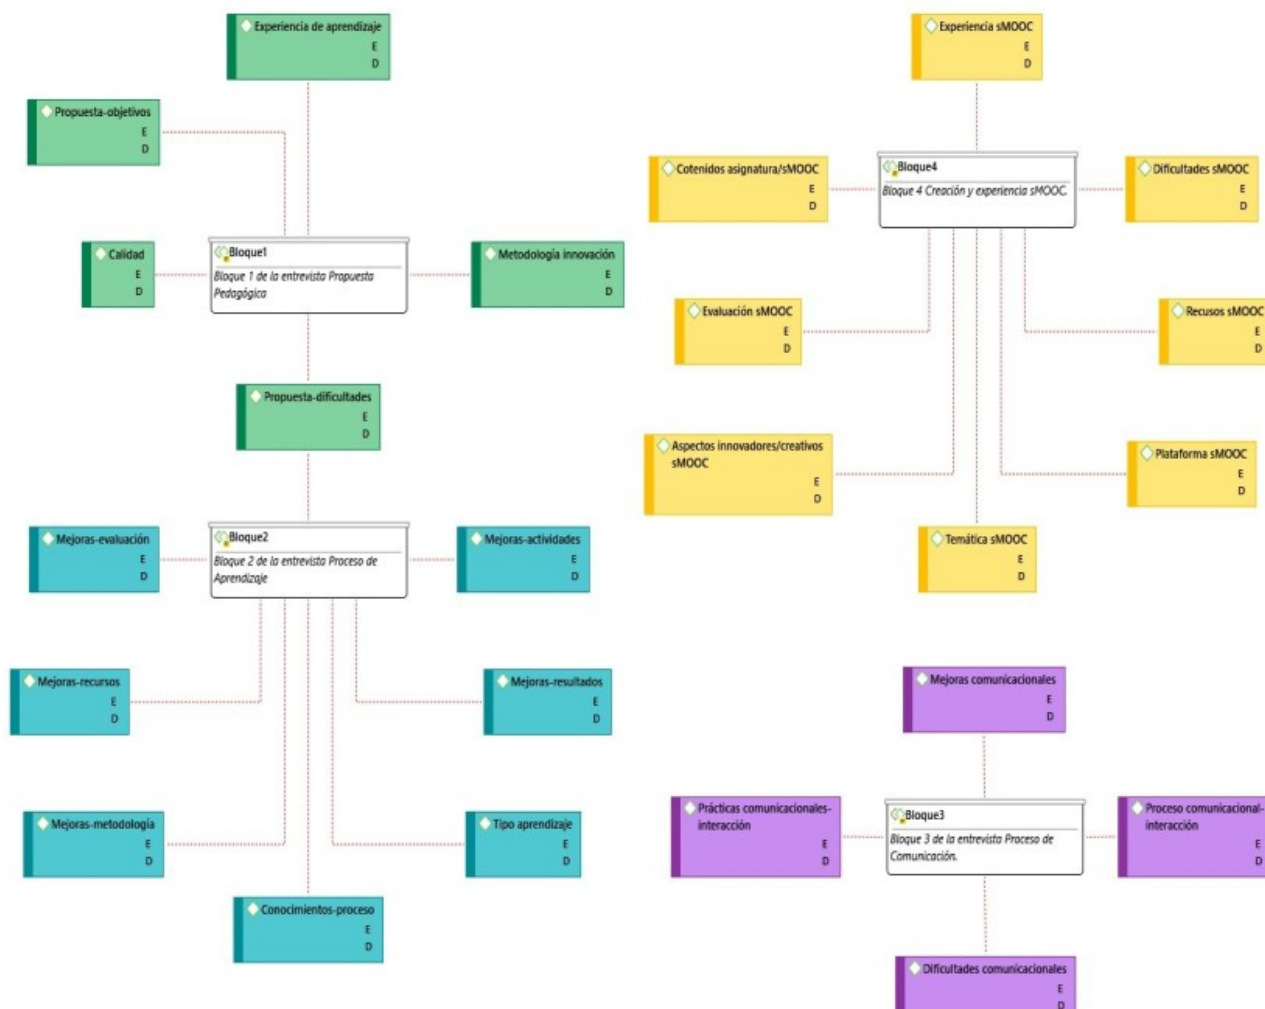 Experiencia de aprendizaje
E
D
Propuesta-objetivos
E
D
Calidad
E
D
Bloque1
Bloque 1 de la entrevista Propuesta
Pedagógica
Metodología innovación
E
D
Propuesta-dificultades
E
D
Mejoras-evaluación
E
D
Bloque2
Bloque 2 de la entrevista Proceso de
Aprendizaje
Mejoras-actividades
E
D
Mejoras-recursos
E
D
Mejoras-resultados
E
D
Mejoras-metodología
E
D
Tipo aprendizaje
E
D
Conocimientos-proceso
E
D
Experiencia sMOOC
E
D
Cotenidos asignatura/sMOOC
E
D
Bloque4
Bloque 4 Creación y experiencia sMOOC.
Dificultades sMOOC
E
D
Evaluación sMOOC
E
D
Recusos sMOOC
E
D
Aspectos innovadores/creativos
sMOOC
E
D
Plataforma sMOOC
E
D
Temática sMOOC
E
D
Mejoras comunicacionales
E
D
Prácticas comunicacionales-
interacción
E
D
Bloque3
Bloque 3 de la entrevista Proceso de
Comunicación.
Proceso comunicacional-
interacción
E
D
Dificultades comunicacionales
E
D